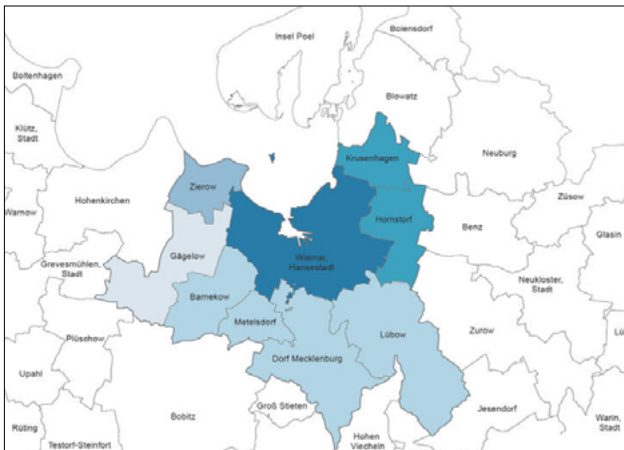 Insel Poel
Boiensdorf
Boltenhagen
Blowatz
Klütz,
Stadt
Krusenhagen
Neuburg
Zierow
Hohenkirchen
Züsow
Warnow
Hornstorf
Benz
Glasin
Gägelow
Wismar,
Hansestadt
Grevesmühlen,
Stadt
Neukloster,
Stadt
Barnekow
Metelsdorf
Plüschow
Lübow
Zurow
Lü
Dorf Mecklenburg
Upahl
Groß Stieten
Jesendorf
Bobitz
Warin,
Stadt
Rüting
Testorf-Steinfort
Hohen
Viecheln